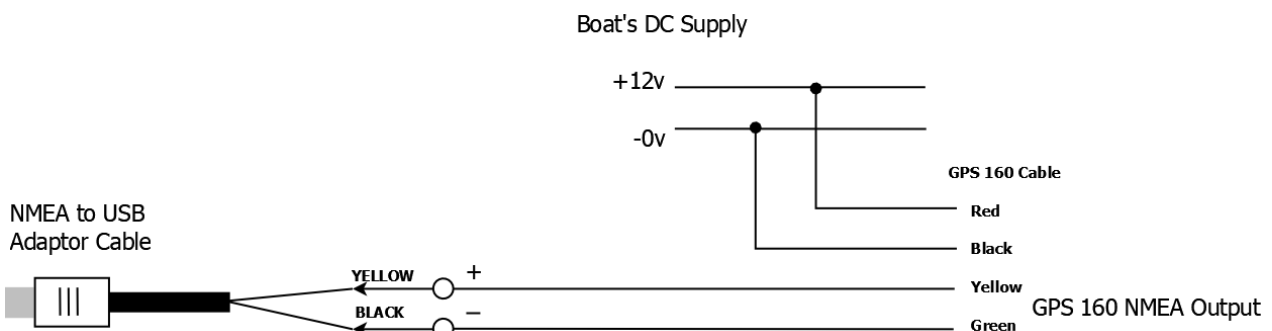 Boat's DC Supply
+12v
-0v
GPS 160 Cable
Red
Black
NMEA to USB
Adaptor Cable
YELLOW
+
Yellow
GPS 160 NMEA Output
BLACK
–
Green